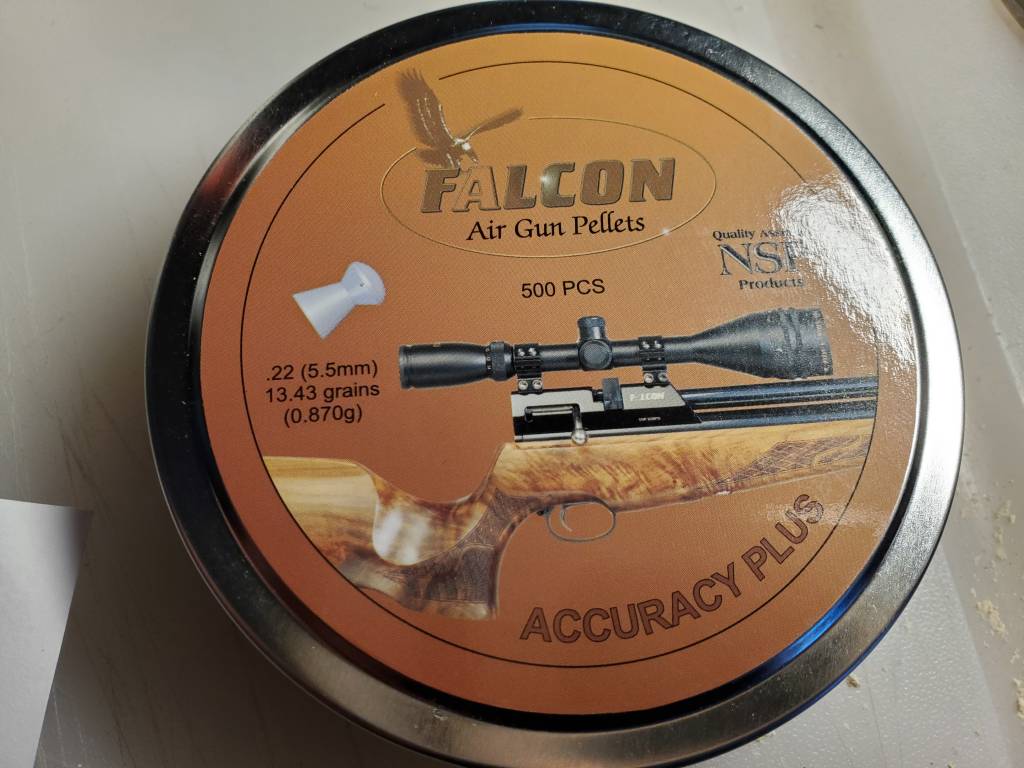 FALCON
Air Gun Pellets
500 PCS
Quality
NSP
Products
.22 (5.5mm)
13.43 grains
(0.870g)
FALCON
ACCURACY PLUS